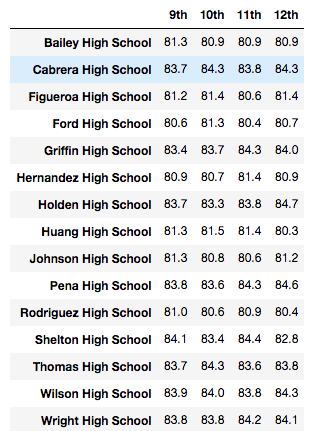 9th 10th 11th 12th
Bailey High School 81.3 80.9 80.9 80.9
Cabrera High School 83.7 84.3 83.8 84.3
Figueroa High School 81.2 81.4 80.6 81.4
Ford High School 80.6 81.3 80.4 80.7
Griffin High School 83.4 83.7 84.3 84.0
Hernandez High School 80.9 80.7 81.4 80.9
Holden High School 83.7 83.3 83.8 84.7
Huang High School 81.3 81.5 81.4 80.3
Johnson High School 81.3 80.8 80.6 81.2
Pena High School 83.8 83.6 84.3 84.6
Rodriguez High School 81.0 80.6 80.9 80.4
Shelton High School 84.1 83.4 84.4 82.8
Thomas High School 83.7 84.3 83.6 83.8
Wilson High School 83.9 84.0 83.8 84.3
Wright High School 83.8 83.8 84.2 84.1